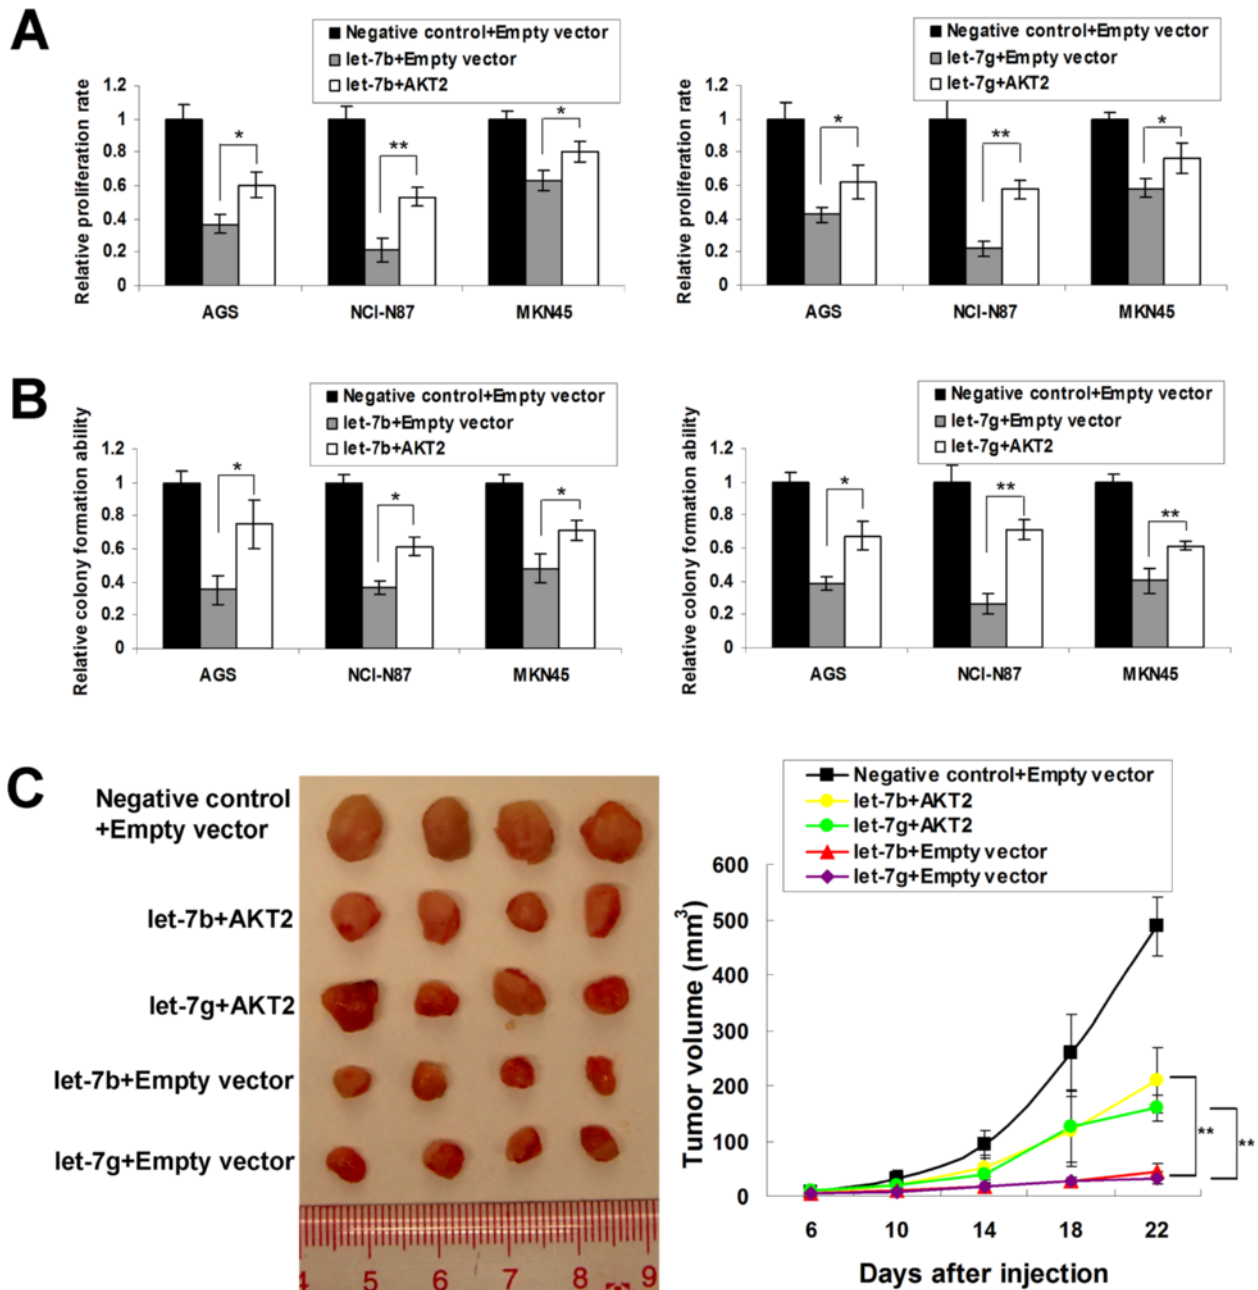 A
Negative control+Empty vector
let-7b+Empty vector
let-7b+AKT2
Relative proliferation rate
1.2
1
0.8
0.6
0.4
0.2
0
*
**
*
AGS
NCI-N87
MKN45
Negative control+Empty vector
let-7g+Empty vector
let-7g+AKT2
Relative proliferation rate
1.2
1
0.8
0.6
0.4
0.2
0
*
**
*
AGS
NCI-N87
MKN45
B
Negative control+Empty vector
let-7b+Empty vector
let-7b+AKT2
Relative colony formation ability
1.2
1
0.8
0.6
0.4
0.2
0
*
*
*
AGS
NCI-N87
MKN45
Negative control+Empty vector
let-7g+Empty vector
let-7g+AKT2
Relative colony formation ability
1.2
1
0.8
0.6
0.4
0.2
0
*
**
**
AGS
NCI-N87
MKN45
C
Negative control
+Empty vector
let-7b+AKT2
let-7g+AKT2
let-7b+Empty vector
let-7g+Empty vector
4 5 6 7 8 9
Negative control+Empty vector
let-7b+AKT2
let-7g+AKT2
let-7b+Empty vector
let-7g+Empty vector
Tumor volume (mm3)
600
500
400
300
200
100
0
**
**
6 10 14 18 22
Days after injection